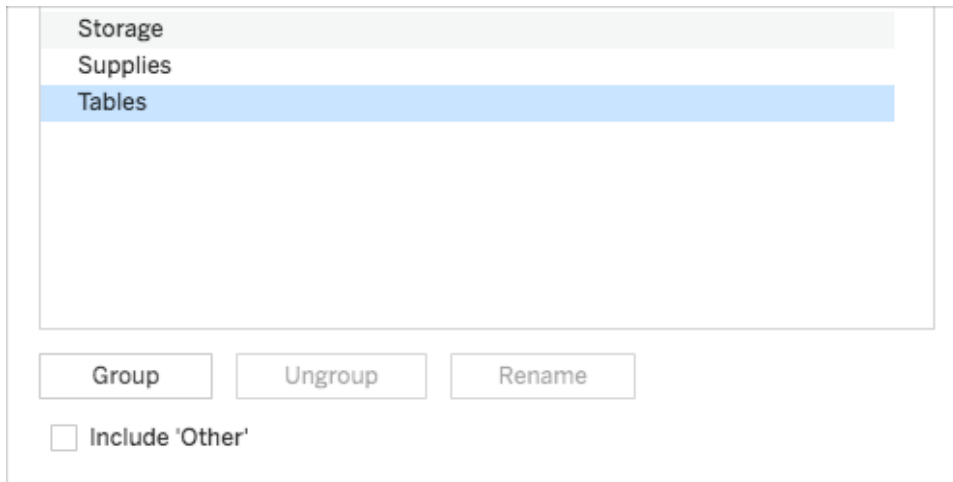 Storage
Supplies
Tables
Group Ungroup Rename
Include 'Other'